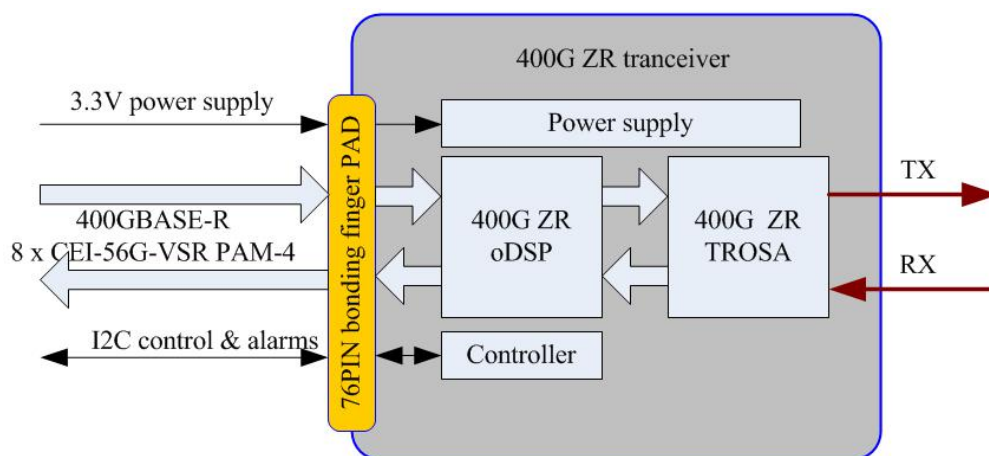 400G ZR tranceiver
3.3V power supply
Power supply
76PIN bonding finger PAD
400GBASE-R
8 x CEI-56G-VSR PAM-4
400G ZR
oDSP
400G ZR
TROSA
TX
RX
I2C control & alarms
Controller